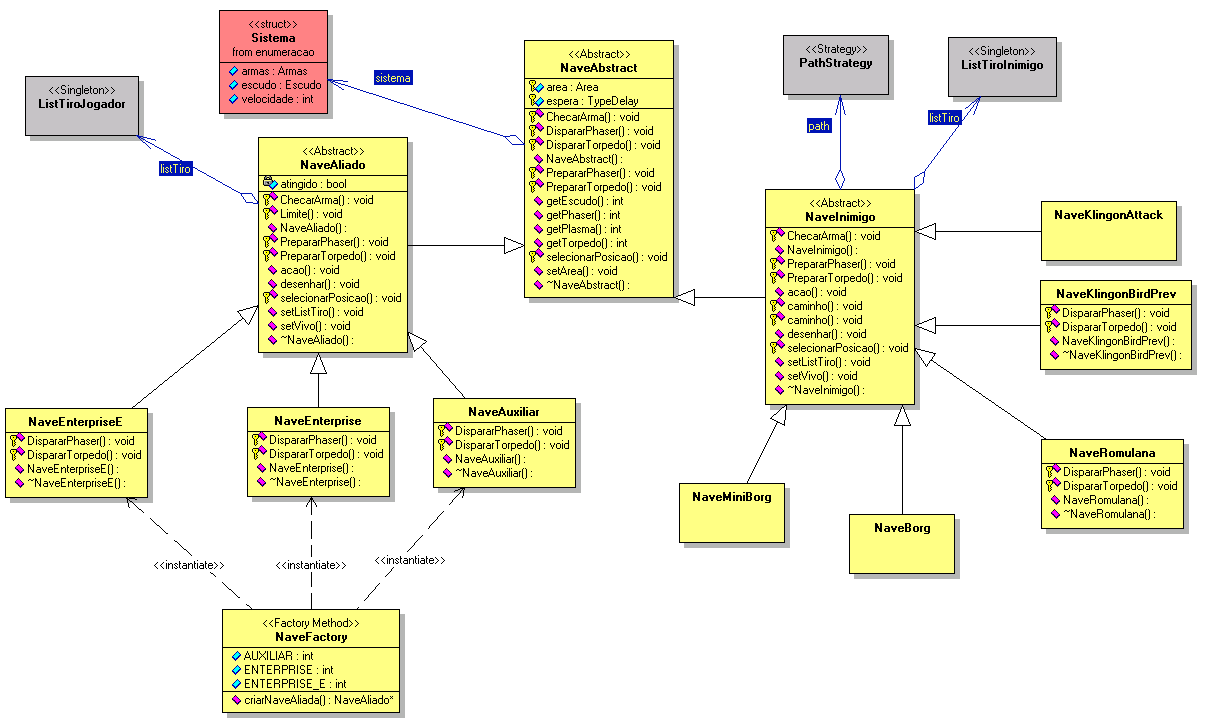 <<struct>>
Sistema
from enumeracao
armas : Armas
escudo : Escudo
velocidade : int
<<Singleton>>
ListTiroJogador
listTiro
sistema
<<Abstract>>
NaveAbstract
area : Area
espera : TypeDelay
ChecarArma() : void
DispararPhaser() : void
DispararTorpedo() : void
NaveAbstract() :
PrepararPhaser() : void
PrepararTorpedo() : void
getEscudo() : int
getPhaser() : int
getPlasma() : int
getTorpedo() : int
selecionarPosicao() : void
setArea() : void
~NaveAbstract() :
<<Strategy>>
PathStrategy
<<Singleton>>
ListTiroInimigo
path
listTiro
<<Abstract>>
NaveAliado
atingido : bool
ChecarArma() : void
Limite() : void
NaveAliado() :
PrepararPhaser() : void
PrepararTorpedo() : void
acao() : void
desenhar() : void
selecionarPosicao() : void
setListTiro() : void
setVivo() : void
~NaveAliado() :
<<Abstract>>
NaveInimigo
ChecarArma() : void
NaveInimigo() :
PrepararPhaser() : void
PrepararTorpedo() : void
acao() : void
caminho() : void
caminho() : void
desenhar() : void
selecionarPosicao() : void
setListTiro() : void
setVivo() : void
~NaveInimigo() :
NaveKlingonAttack
NaveKlingonBirdPrev
DispararPhaser() : void
DispararTorpedo() : void
NaveKlingonBirdPrev() :
~NaveKlingonBirdPrev() :
NaveEnterpriseE
DispararPhaser() : void
DispararTorpedo() : void
NaveEnterpriseE() :
~NaveEnterpriseE() :
NaveEnterprise
DispararPhaser() : void
DispararTorpedo() : void
NaveEnterprise() :
~NaveEnterprise() :
NaveAuxiliar
DispararPhaser() : void
DispararTorpedo() : void
NaveAuxiliar() :
~NaveAuxiliar() :
NaveMiniBorg
NaveBorg
NaveRomulana
DispararPhaser() : void
DispararTorpedo() : void
NaveRomulana() :
~NaveRomulana() :
<<instantiate>>
<<instantiate>>
<<instantiate>>
<<Factory Method>>
NaveFactory
AUXILIAR : int
ENTERPRISE : int
ENTERPRISE_E : int
criarNaveAliada() : NaveAliado*